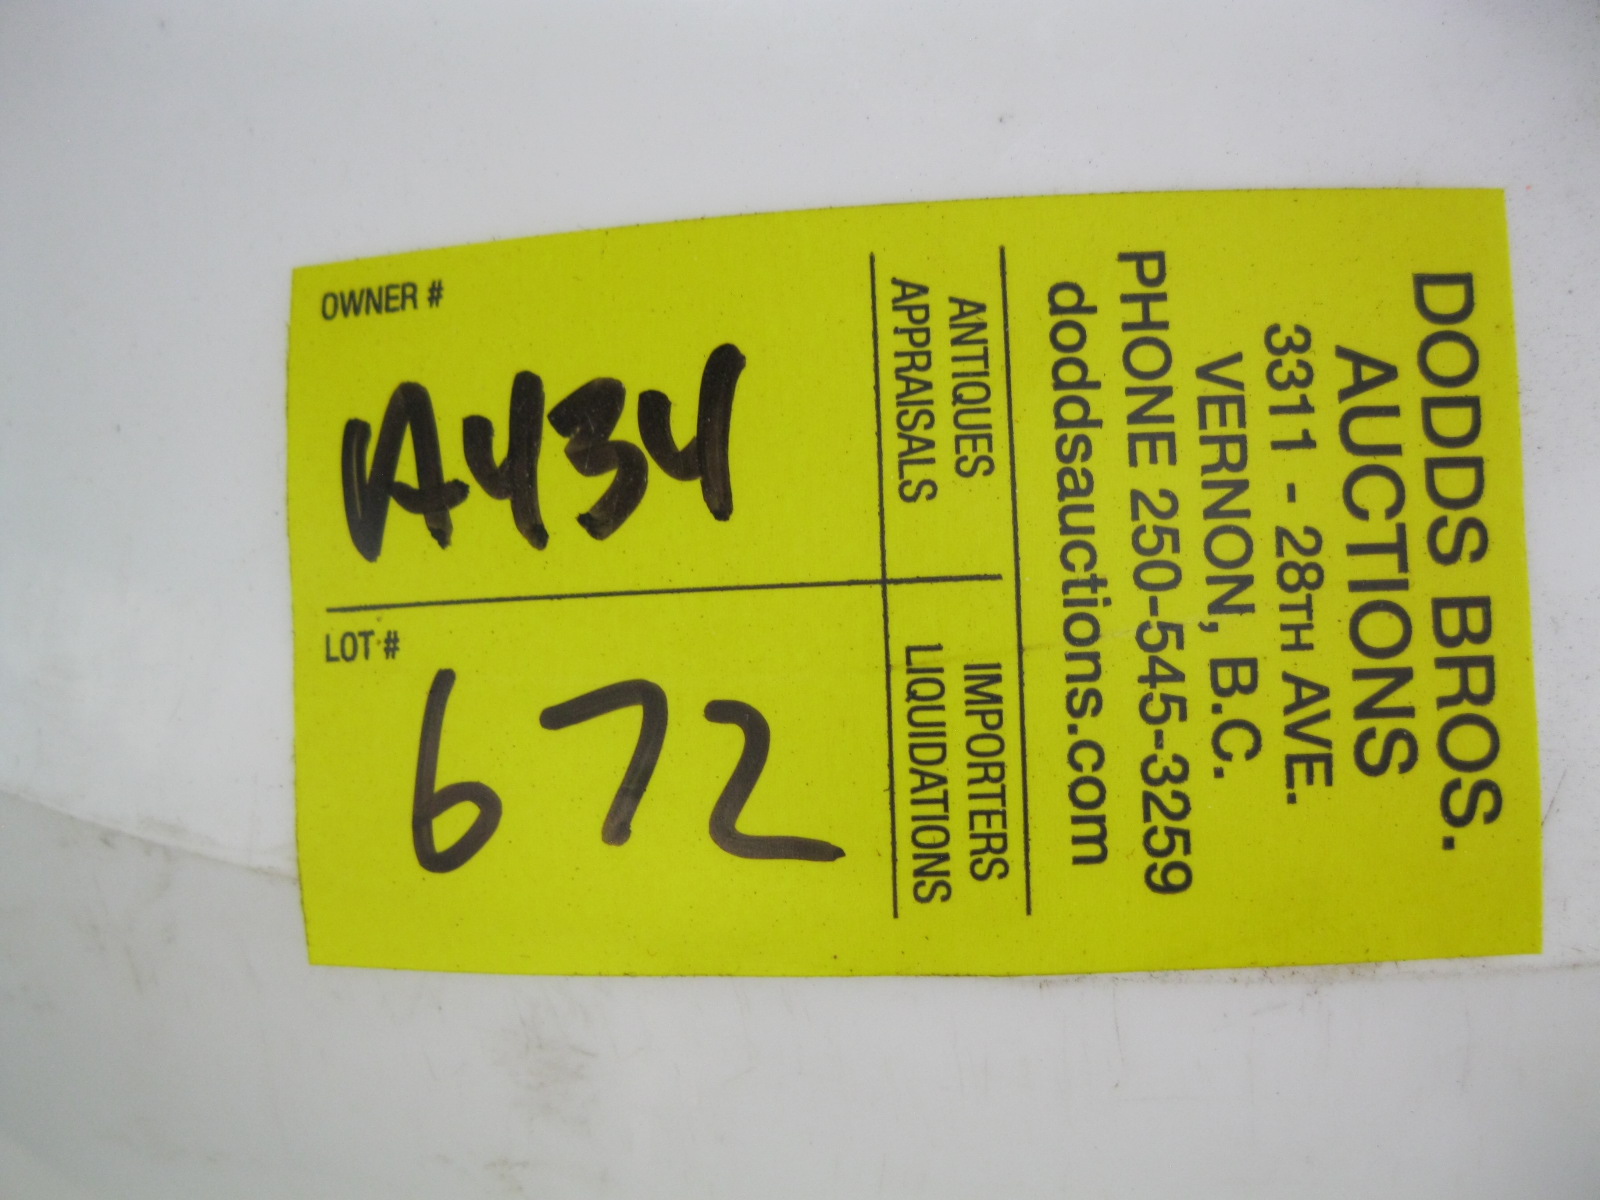 DODDS BROS.
AUCTIONS
3311 - 28TH AVE.
VERNON, B.C.
PHONE 250-545-3259
doddsauctions.com
ANTIQUES
APPRAISALS
IMPORTERS
LIQUIDATIONS
OWNER #
A434
LOT #
672